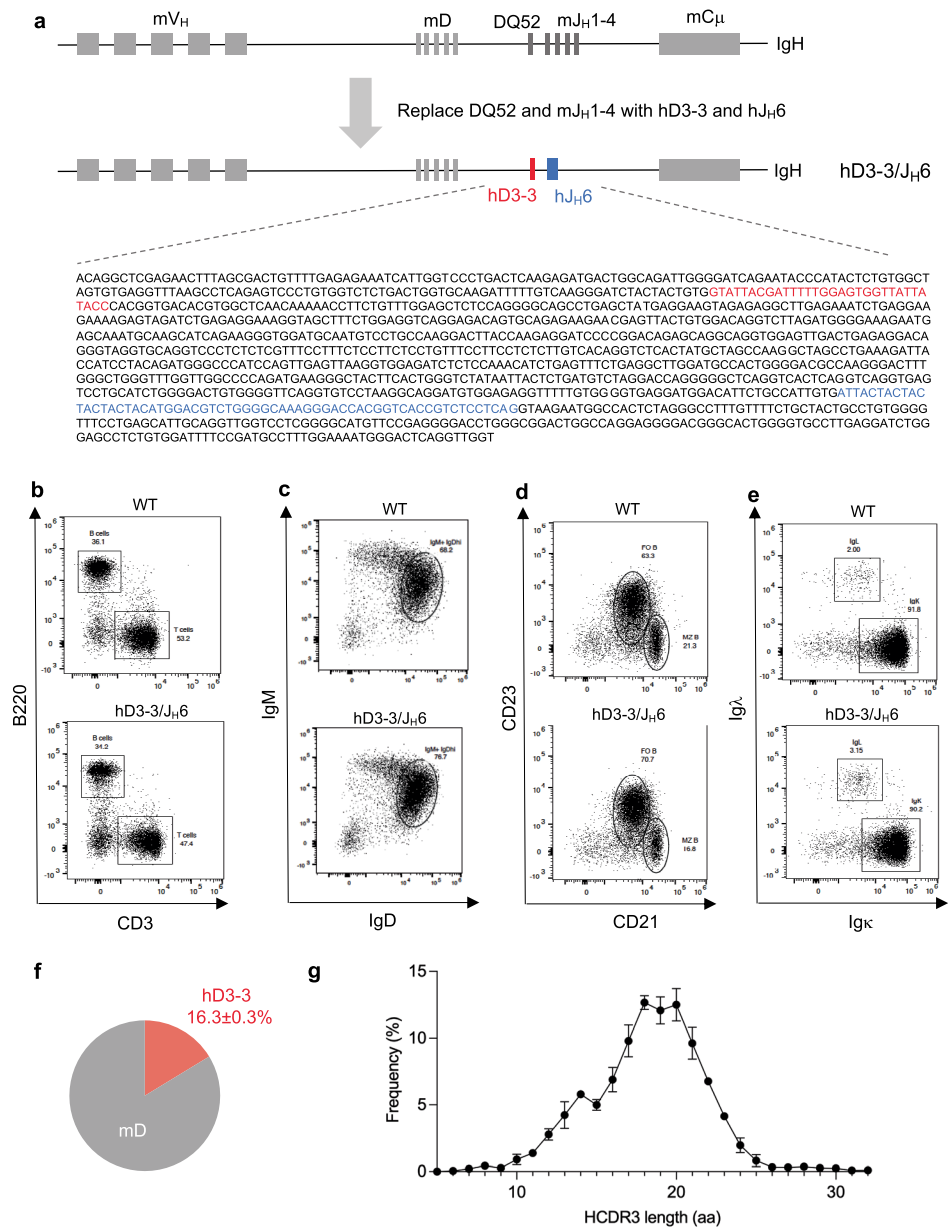 a
mVH
mD
DQ52
mJH1-4
mCμ
IgH
Replace DQ52 and mJH1-4 with hD3-3 and hJH6
IgH
hD3-3/JH6
hD3-3
hJH6
ACAGGCTCGAGAACTTTAGCGACTGTTTTGAGAGAAATCATTGGTCCCTGACTCAAGAGATGACTGGCAGATTGGGGATCAGAATACCCATACTCTGTGGCT
AGTGTGAGGTTTAAGCCTCAGAGTCCCTGTGGTCTCTGACTGGTGCAAGATTTTTGTCAAGGGATCTACTACTGTGGTATTACGATTTTTGGAGTGGTTATTA
TACCCACGGTGACACGTGGCTCAACAAAAACCTTCTGTTTGGAGCTCTCCAGGGGCAGCCTGAGCTATGAGGAAGTAGAGAGGCTTGAGAAATCTGAGGAA
GAAAAGAGTAGATCTGAGAGGAAAGGTAGCTTTCTGGAGGTCAGGAGACAGTGCAGAGAAGAACGAGTTACTGTGGACAGGTCTTAGATGGGGAAAGAATG
AGCAAATGCAAGCATCAGAAGGGTGGATGCAATGTCCTGCCAAGGACTTACCAAGAGGATCCCCGGACAGAGCAGGCAGGTGGAGTTGACTGAGAGGACA
GGGTAGGTGCAGGTCCCTCTCTCGTTTCCTTTCTCCTTCTCCTGTTTCCTTCCTCTCTTGTCACAGGTCTCACTATGCTAGCCAAGGCTAGCCTGAAAGATTA
CCATCCTACAGATGGGCCCATCCAGTTGAGTTAAGGTGGAGATCTCTCCAAACATCTGAGTTTCTGAGGCTTGGATGCCACTGGGGACGCCAAGGGACTTT
GGGCTGGGTTTGGTTGGCCCCAGATGAAGGGCTACTTCACTGGGTCTATAATTACTCTGATGTCTAGGACCAGGGGGCTCAGGTCACTCAGGTCAGGTGAG
TCCTGCATCTGGGGACTGTGGGGTTCAGGTGTCCTAAGGCAGGATGTGGAGAGGTTTTTGTGGGGTGAGGATGGACATTCTGCCATTGTGATTACTACTAC
TACTACTACTACATGGACGTCTGGGGCAAAGGGACCACGGTCACCGTCTCCTCAGGTAAGAATGGCCACTCTAGGGCCTTTGTTTTCTGCTACTGCCTGTGGGG
TTTCCTGAGCATTGCAGGTTGGTCCTCGGGGCATGTTCCGAGGGGACCTGGGCGGACTGGCCAGGAGGGGACGGGCACTGGGGTGCCTTGAGGATCTGG
GAGCCTCTGTGGATTTTCCGATGCCTTTGGAAAATGGGACTCAGGTTGGT
b
WT
B cells
36.1
T cells
53.2
hD3-3/JH6
B cells
34.2
T cells
47.4
B220
CD3
c
WT
IgM+ IgDhi
68.2
hD3-3/JH6
IgM+ IgDhi
76.7
IgM
IgD
d
WT
FO B
63.3
MZ B
21.3
hD3-3/JH6
FO B
70.7
MZ B
16.8
CD23
CD21
e
WT
IgL
2.00
IgK
91.8
hD3-3/JH6
IgL
3.15
IgK
90.2
Igλ
Igκ
f
hD3-3
16.3±0.3%
mD
g
Frequency (%)
15
10
5
0
10
20
30
HCDR3 length (aa)